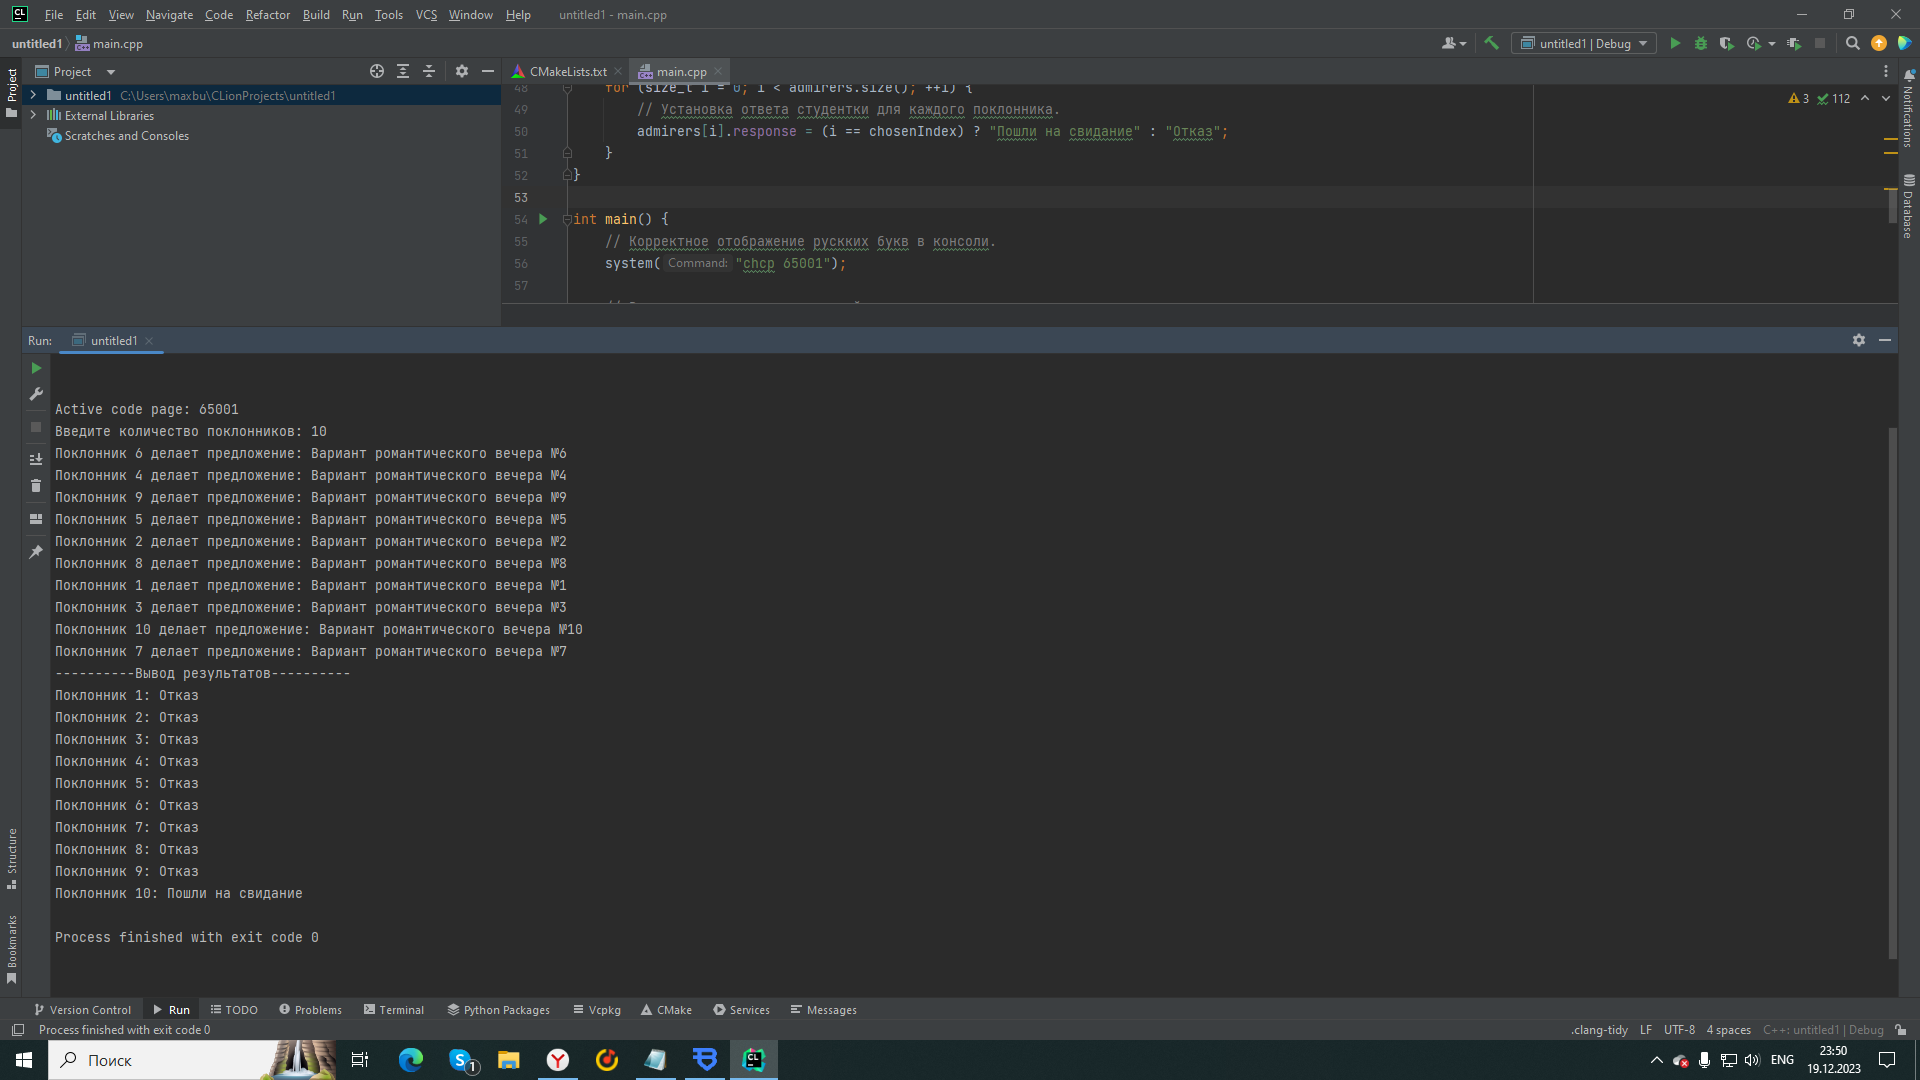 File Edit View Navigate Code Refactor Build Run Tools VCS Window Help untitled1 - main.cpp
untitled1 main.cpp
untitled1 | Debug
Project
CMakeLists.txt main.cpp
untitled1 C:\Users\maxbu\CLionProjects\untitled1
External Libraries
Scratches and Consoles
Project
Structure
Bookmarks
Notifications
Database
3 112
48 for (size_t i = 0; i < admirers.size(); ++i) {
49 // Установка ответа студентки для каждого поклонника.
50 admirers[i].response = (i == chosenIndex) ? "Пошли на свидание" : "Отказ";
51 }
52 }
53
54 int main() {
55 // Корректное отображение рускких букв в консоли.
56 system( Command: "chcp 65001");
57
Run: untitled1
Active code page: 65001
Введите количество поклонников: 10
Поклонник 6 делает предложение: Вариант романтического вечера №6
Поклонник 4 делает предложение: Вариант романтического вечера №4
Поклонник 9 делает предложение: Вариант романтического вечера №9
Поклонник 5 делает предложение: Вариант романтического вечера №5
Поклонник 2 делает предложение: Вариант романтического вечера №2
Поклонник 8 делает предложение: Вариант романтического вечера №8
Поклонник 1 делает предложение: Вариант романтического вечера №1
Поклонник 3 делает предложение: Вариант романтического вечера №3
Поклонник 10 делает предложение: Вариант романтического вечера №10
Поклонник 7 делает предложение: Вариант романтического вечера №7
----------Вывод результатов----------
Поклонник 1: Отказ
Поклонник 2: Отказ
Поклонник 3: Отказ
Поклонник 4: Отказ
Поклонник 5: Отказ
Поклонник 6: Отказ
Поклонник 7: Отказ
Поклонник 8: Отказ
Поклонник 9: Отказ
Поклонник 10: Пошли на свидание
Process finished with exit code 0
Version Control Run TODO Problems Terminal Python Packages Vcpkg CMake Services Messages
Process finished with exit code 0
.clang-tidy LF UTF-8 4 spaces C++: untitled1 | Debug
Поиск
ENG
23:50
19.12.2023